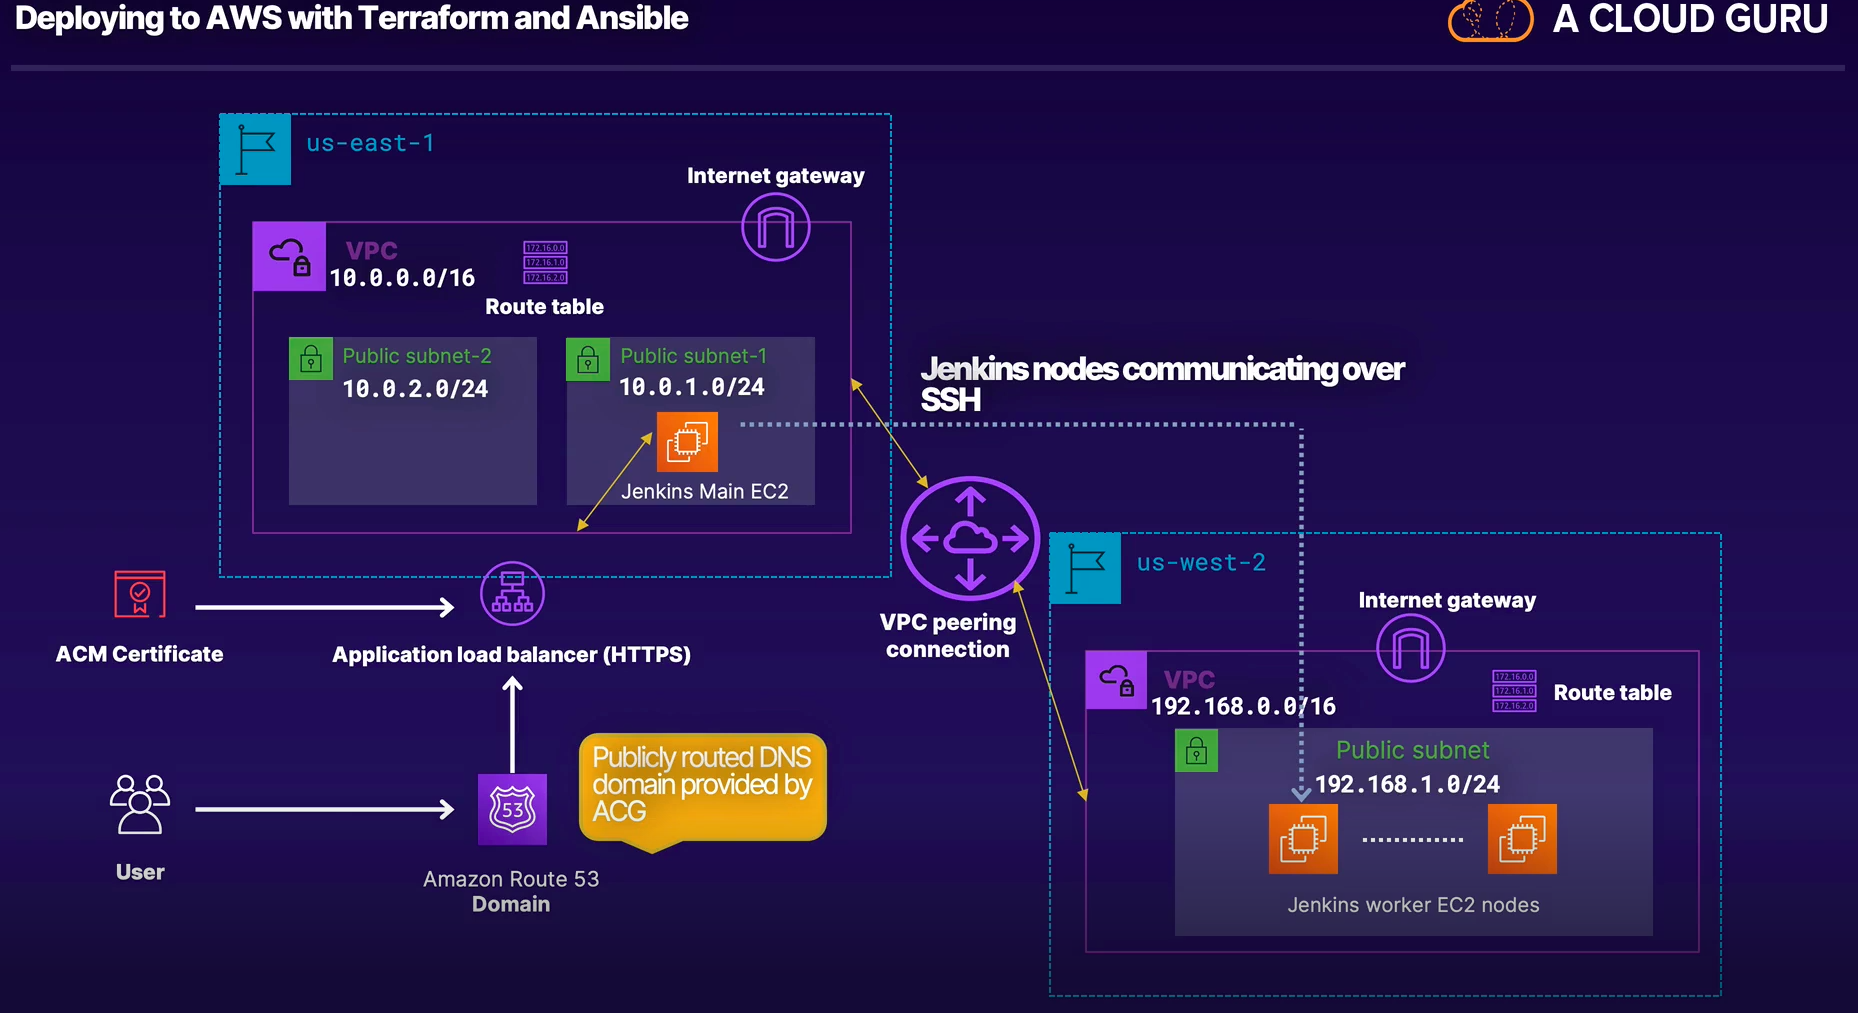 Deploying to AWS with Terraform and Ansible
A CLOUD GURU
us-east-1
Internet gateway
VPC
10.0.0.0/16
172.16.0.0
172.16.1.0
172.16.2.0
Route table
Public subnet-2
10.0.2.0/24
Public subnet-1
10.0.1.0/24
Jenkins Main EC2
Jenkins nodes communicating over
SSH
VPC peering
connection
ACM Certificate
Application load balancer (HTTPS)
Publicly routed DNS
domain provided by
ACG
User
53
Amazon Route 53
Domain
us-west-2
Internet gateway
VPC
192.168.0.0/16
172.16.0.0
172.16.1.0
172.16.2.0
Route table
Public subnet
192.168.1.0/24
Jenkins worker EC2 nodes